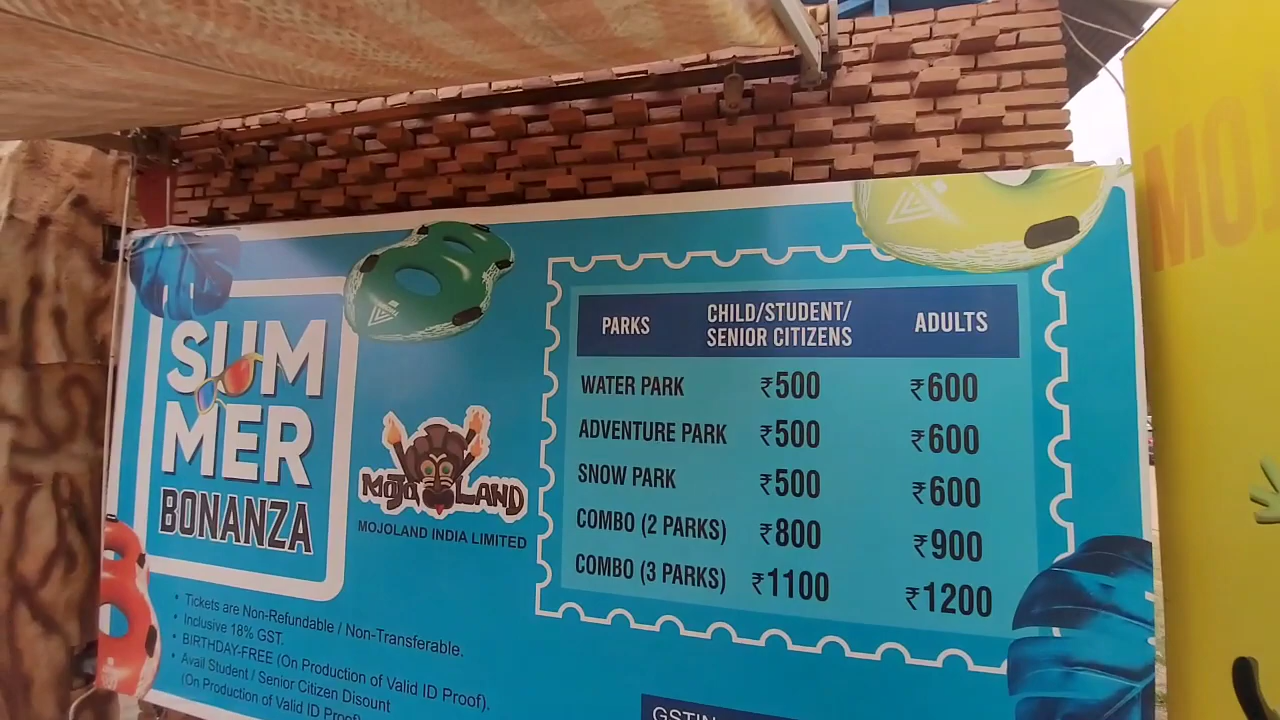 SUM
MER
BONANZA
MOJO LAND
MOJOLAND INDIA LIMITED
PARKS CHILD/STUDENT/ SENIOR CITIZENS ADULTS
WATER PARK ₹500 ₹600
ADVENTURE PARK ₹500 ₹600
SNOW PARK ₹500 ₹600
COMBO (2 PARKS) ₹800 ₹900
COMBO (3 PARKS) ₹1100 ₹1200
• Tickets are Non-Refundable / Non-Transferable.
• Inclusive 18% GST.
• BIRTHDAY-FREE (On Production of Valid ID Proof).
• Avail Student / Senior Citizen Disount
(On Production of Valid ID Proof)
GSTIN